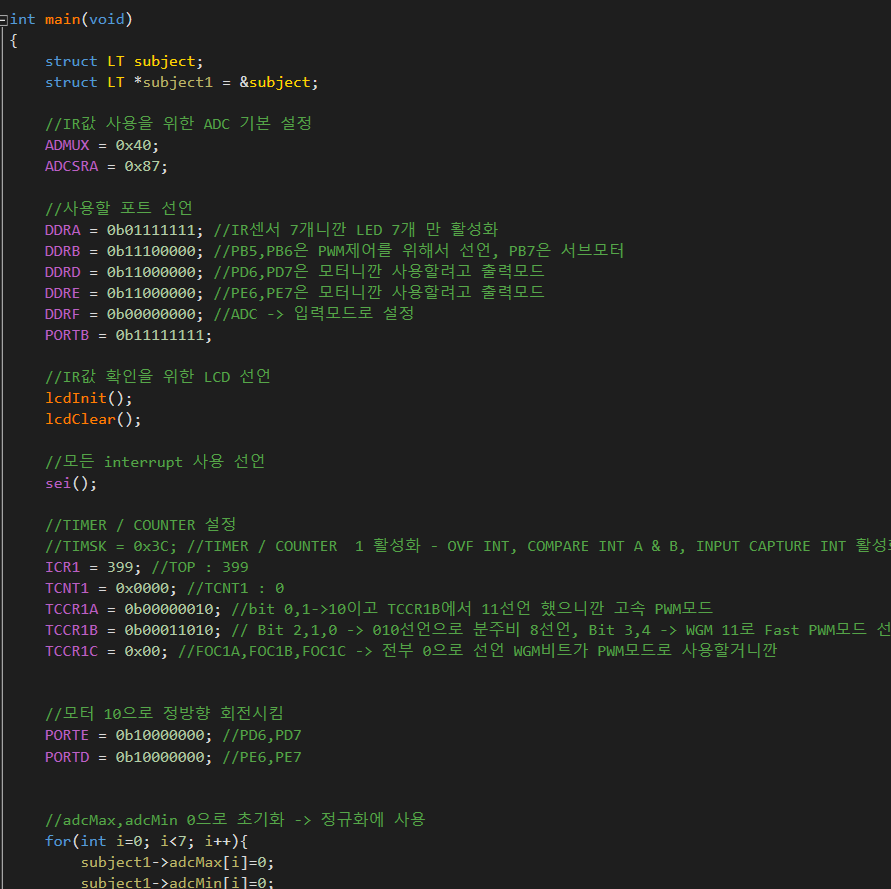 int main(void)
{
struct LT subject;
struct LT *subject1 = &subject;
//IR값 사용을 위한 ADC 기본 설정
ADMUX = 0x40;
ADCSRA = 0x87;
//사용할 포트 선언
DDRA = 0b01111111; //IR센서 7개니깐 LED 7개 만 활성화
DDRB = 0b11100000; //PB5,PB6은 PWM제어를 위해서 선언, PB7은 서브모터
DDRD = 0b11000000; //PD6,PD7은 모터니깐 사용할려고 출력모드
DDRE = 0b11000000; //PE6,PE7은 모터니깐 사용할려고 출력모드
DDRF = 0b00000000; //ADC -> 입력모드로 설정
PORTB = 0b11111111;
//IR값 확인을 위한 LCD 선언
lcdInit();
lcdClear();
//모든 interrupt 사용 선언
sei();
//TIMER / COUNTER 설정
//TIMSK = 0x3C; //TIMER / COUNTER  1 활성화 - OVF INT, COMPARE INT A & B, INPUT CAPTURE INT 활성
ICR1 = 399; //TOP : 399
TCNT1 = 0x0000; //TCNT1 : 0
TCCR1A = 0b00000010; //bit 0,1->10이고 TCCR1B에서 11선언 했으니깐 고속 PWM모드
TCCR1B = 0b00011010; // Bit 2,1,0 -> 010선언으로 분주비 8선언, Bit 3,4 -> WGM 11로 Fast PWM모드 선
TCCR1C = 0x00; //FOC1A,FOC1B,FOC1C -> 전부 0으로 선언 WGM비트가 PWM모드로 사용할거니깐
//모터 10으로 정방향 회전시킴
PORTE = 0b10000000; //PD6,PD7
PORTD = 0b10000000; //PE6,PE7
//adcMax,adcMin 0으로 초기화 -> 정규화에 사용
for(int i=0; i<7; i++){
subject1->adcMax[i]=0;
subject1->adcMin[i]=0;